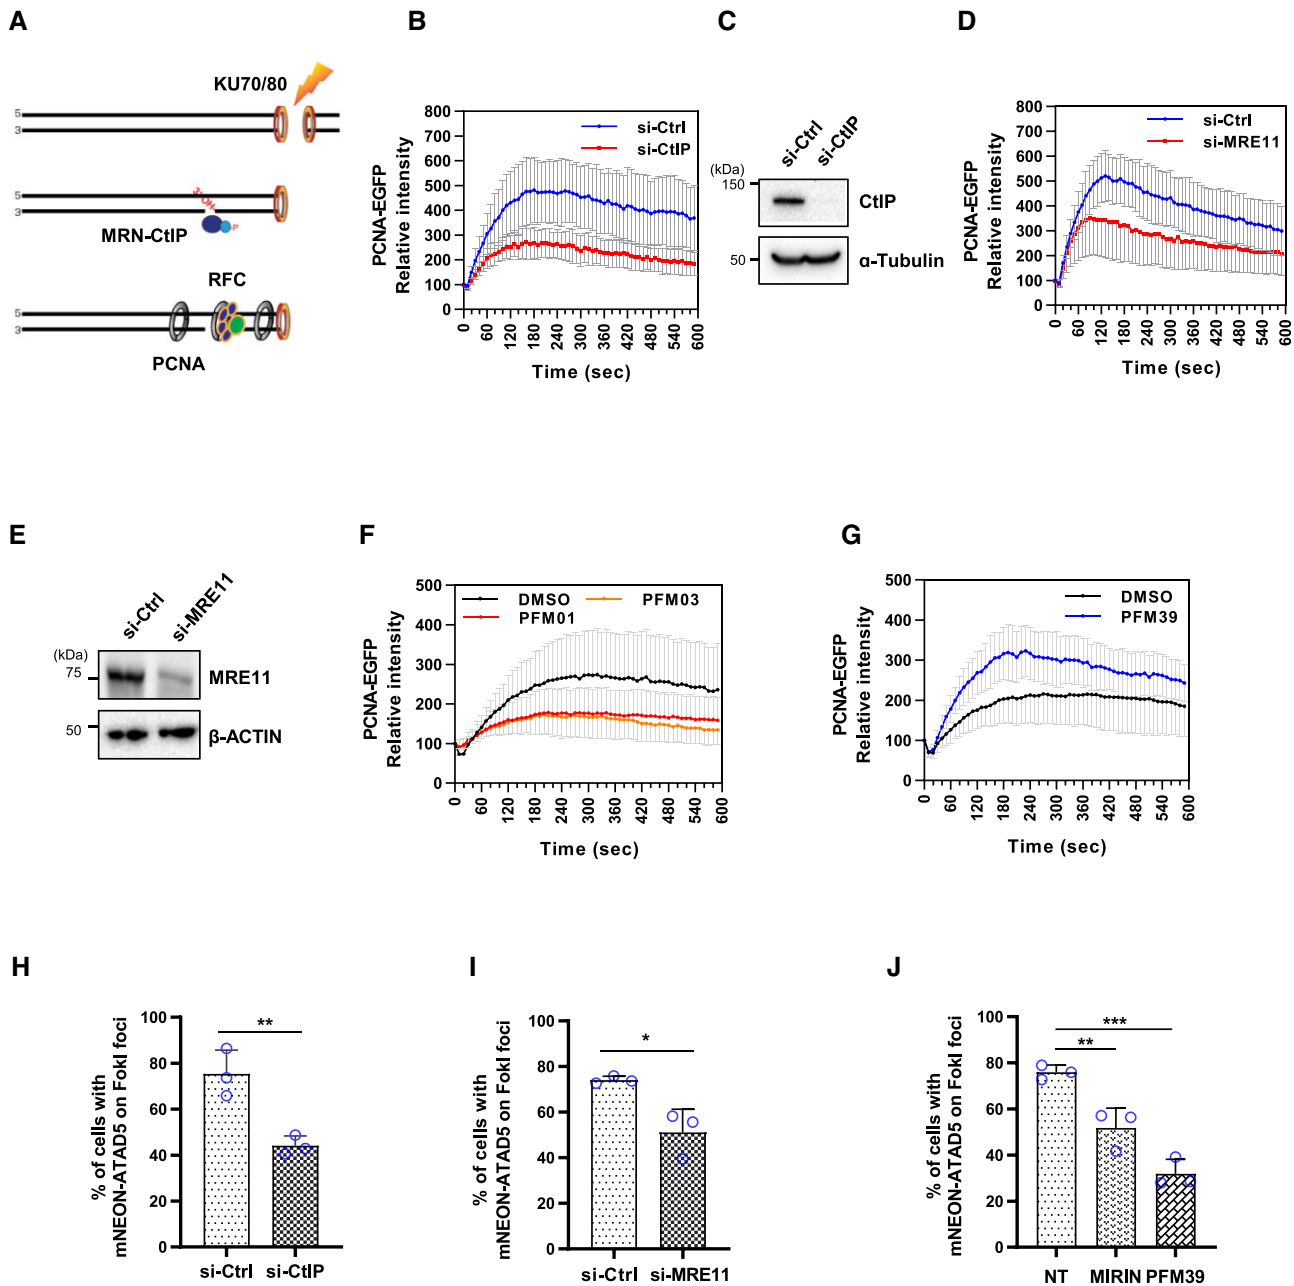 A
KU70/80
5
3
5
3'OH
3
P
MRN-CtIP
RFC
5
3
PCNA
B
PCNA-EGFP
Relative intensity
800
700
600
500
400
300
200
100
0
si-Ctrl
si-CtIP
0
60
120
180
240
300
360
420
480
540
600
Time (sec)
C
si-Ctrl
si-CtIP
(kDa)
150
CtIP
50
α-Tubulin
D
PCNA-EGFP
Relative intensity
800
700
600
500
400
300
200
100
0
si-Ctrl
si-MRE11
0
60
120
180
240
300
360
420
480
540
600
Time (sec)
E
si-Ctrl
si-MRE11
(kDa)
75
MRE11
50
β-ACTIN
F
PCNA-EGFP
Relative intensity
500
400
300
200
100
0
DMSO
PFM03
PFM01
0
60
120
180
240
300
360
420
480
540
600
Time (sec)
G
PCNA-EGFP
Relative intensity
500
400
300
200
100
0
DMSO
PFM39
0
60
120
180
240
300
360
420
480
540
600
Time (sec)
H
% of cells with
mNEON-ATAD5 on FokI foci
100
80
60
40
20
0
**
si-Ctrl
si-CtIP
I
% of cells with
mNEON-ATAD5 on FokI foci
100
80
60
40
20
0
*
si-Ctrl
si-MRE11
J
% of cells with
mNEON-ATAD5 on FokI foci
100
80
60
40
20
0
***
**
NT
MIRIN
PFM39